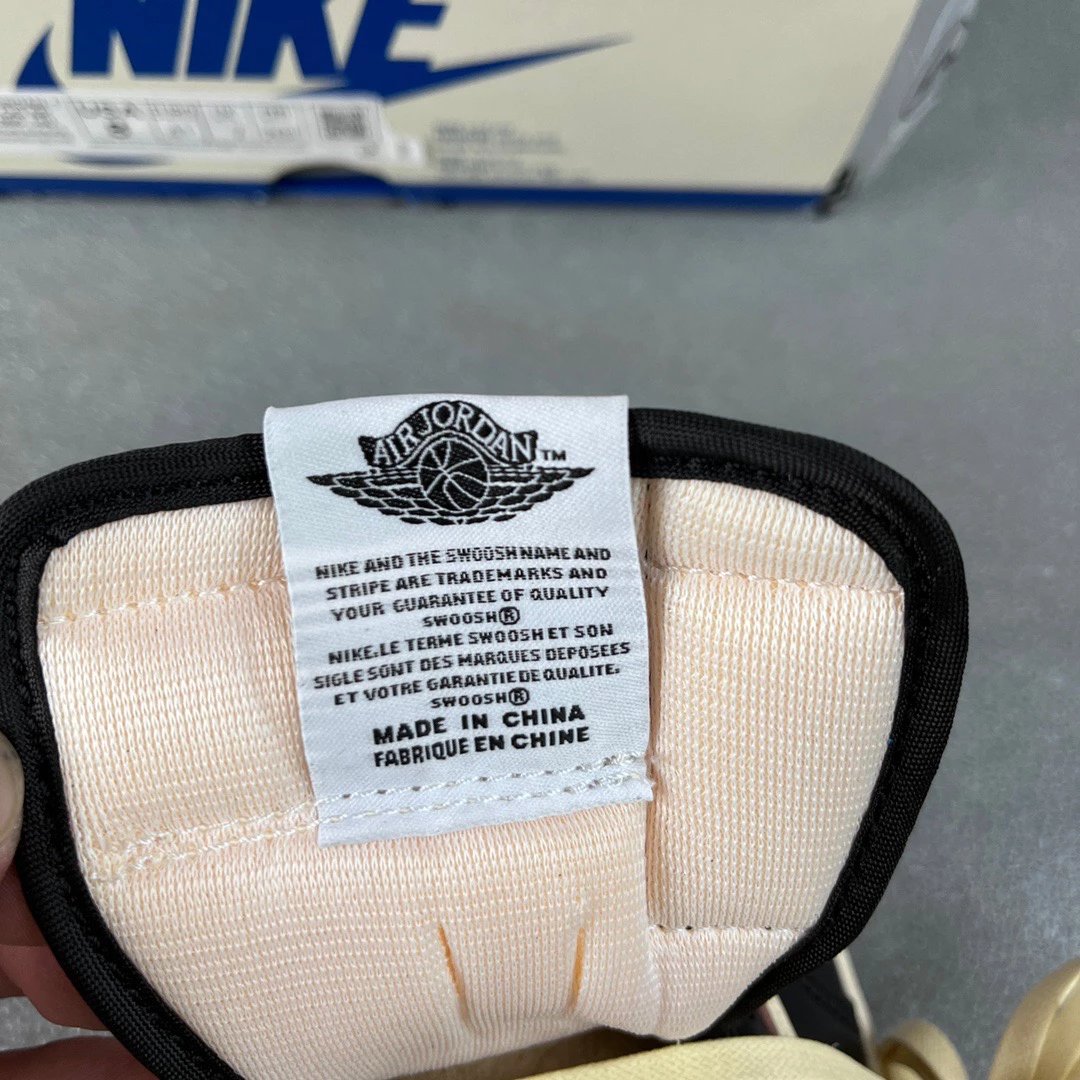 NIKE
USA
AIR JORDAN™
NIKE AND THE SWOOSH NAME AND
STRIPE ARE TRADEMARKS AND
YOUR GUARANTEE OF QUALITY
SWOOSH®
NIKE.LE TERME SWOOSH ET SON
SIGLE SONT DES MARQUES DEPOSEES
ET VOTRE GARANTIE DE QUALITE.
SWOOSH®
MADE IN CHINA
FABRIQUE EN CHINE